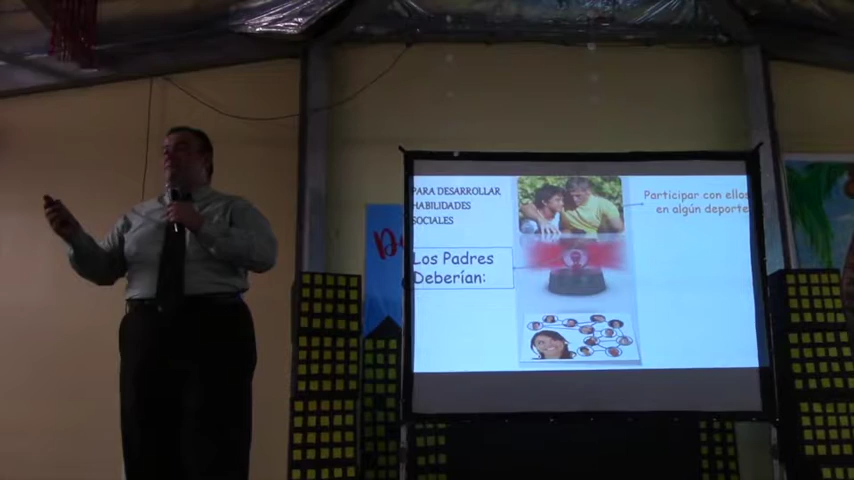 PARA DESARROLLAR
HABILIDADES
SOCIALES
Los Padres
Deberían:
Participar con ellos
en algún deporte